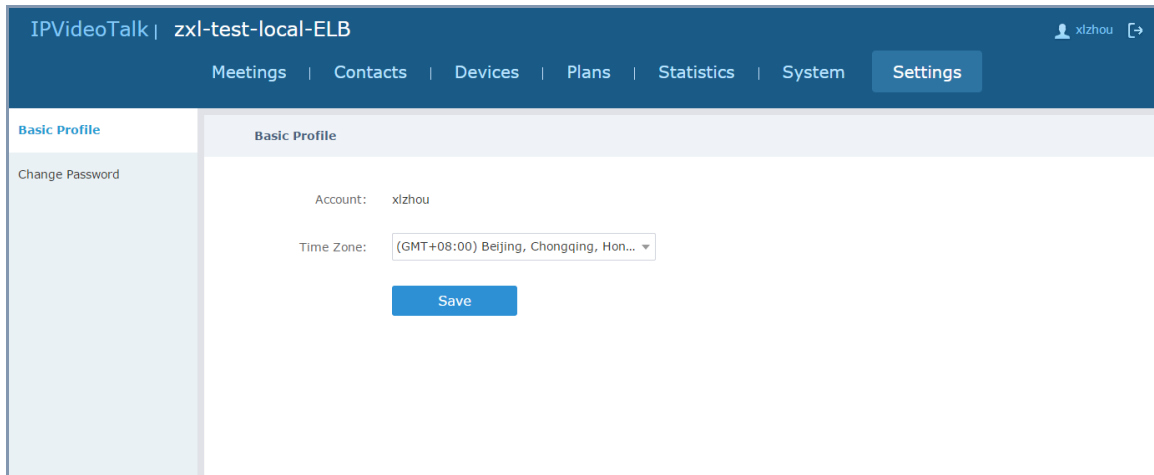 IPVideoTalk | zxl-test-local-ELB
xlzhou
Meetings | Contacts | Devices | Plans | Statistics | System Settings
Basic Profile
Change Password
Basic Profile
Account: xlzhou
Time Zone: (GMT+08:00) Beijing, Chongqing, Hon...
Save